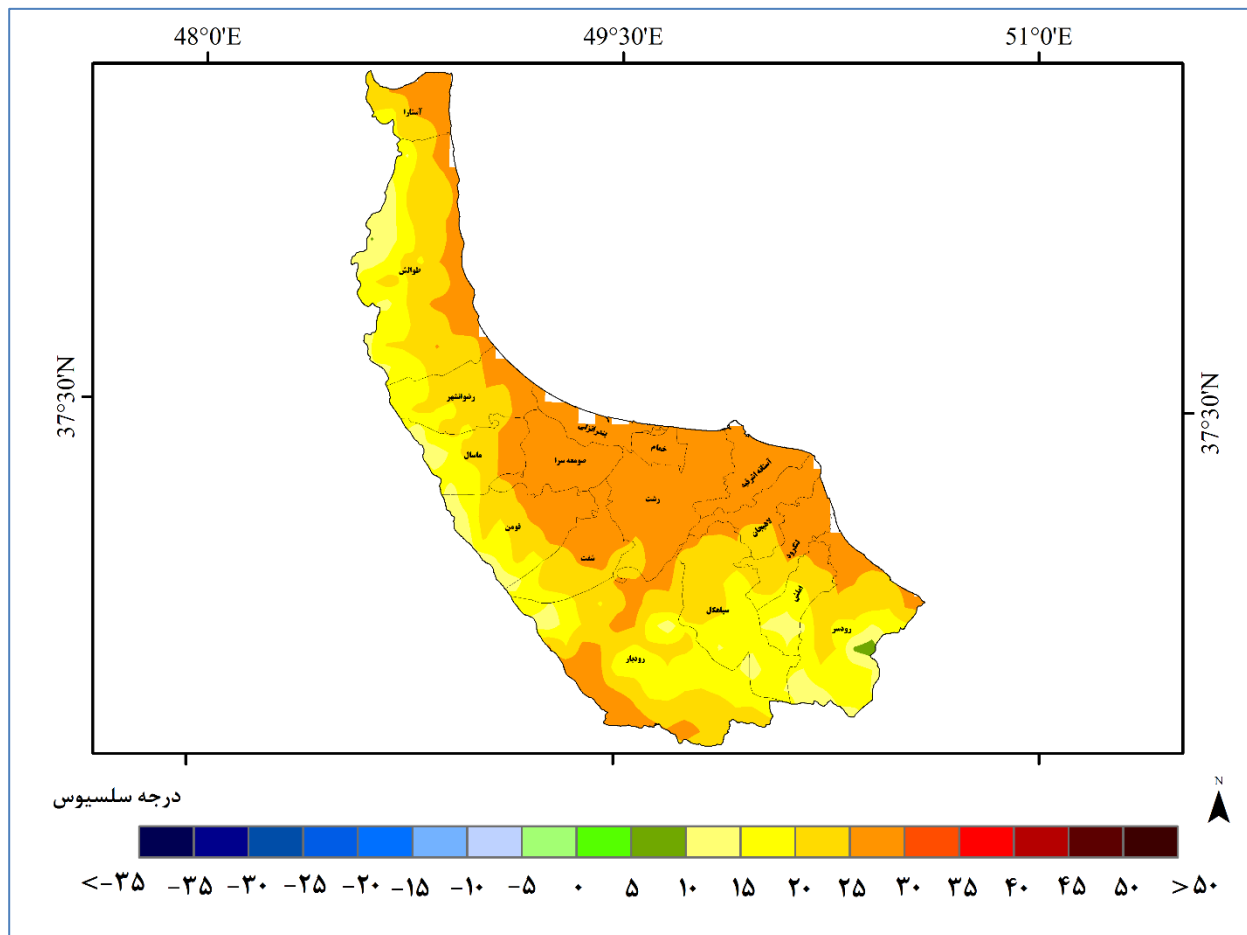 48°0'E 49°30'E 51°0'E
آستارا
طوالش
37°30'N 37°30'N
رضوانشهر
بندرانزلی
خمام
ماسال
صومعه سرا
آستانه اشرفیه
رشت
فومن
لاهیجان
لنگرود
شفت
املش
سیاهکل
رودسر
رودبار
درجه سلسیوس
N
<-۳۵ -۳۵ -۳۰ -۲۵ -۲۰ -۱۵ -۱۰ -۵ ۰ ۵ ۱۰ ۱۵ ۲۰ ۲۵ ۳۰ ۳۵ ۴۰ ۴۵ ۵۰ >۵۰